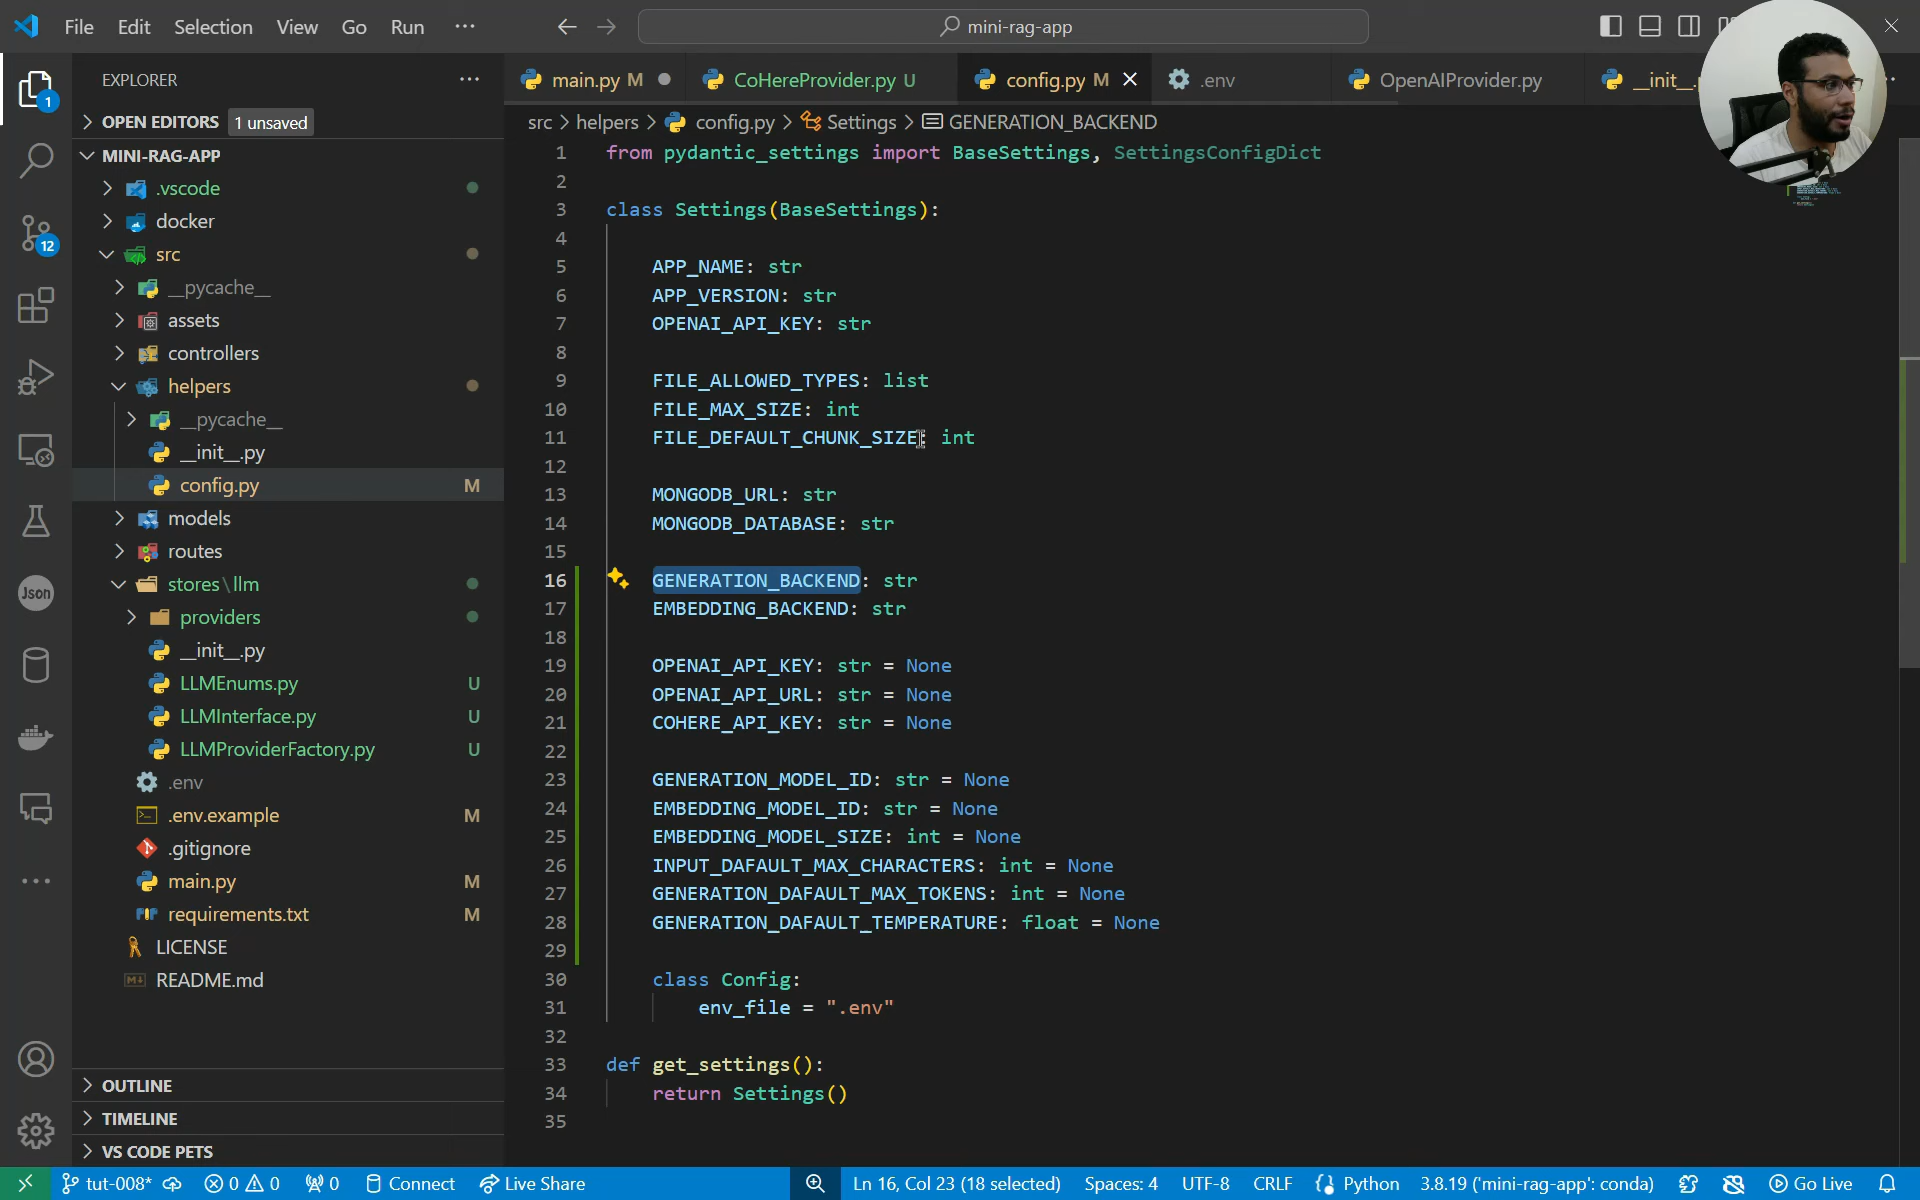 File Edit Selection View Go Run ···
mini-rag-app
EXPLORER ···
main.py M
CoHereProvider.py U
config.py M
.env
OpenAIProvider.py
OPEN EDITORS 1 unsaved
src > helpers > config.py > Settings > GENERATION_BACKEND
MINI-RAG-APP
.vscode
docker
src
__pycache__
assets
controllers
helpers
__pycache__
__init__.py
config.py M
models
routes
stores\llm
providers
__init__.py
LLMEnums.py U
LLMInterface.py U
LLMProviderFactory.py U
.env
.env.example M
.gitignore
main.py M
requirements.txt M
LICENSE
README.md
OUTLINE
TIMELINE
VS CODE PETS
1
12
Json
1 from pydantic_settings import BaseSettings, SettingsConfigDict
2
3 class Settings(BaseSettings):
4
5 APP_NAME: str
6 APP_VERSION: str
7 OPENAI_API_KEY: str
8
9 FILE_ALLOWED_TYPES: list
10 FILE_MAX_SIZE: int
11 FILE_DEFAULT_CHUNK_SIZE: int
12
13 MONGODB_URL: str
14 MONGODB_DATABASE: str
15
16 GENERATION_BACKEND: str
17 EMBEDDING_BACKEND: str
18
19 OPENAI_API_KEY: str = None
20 OPENAI_API_URL: str = None
21 COHERE_API_KEY: str = None
22
23 GENERATION_MODEL_ID: str = None
24 EMBEDDING_MODEL_ID: str = None
25 EMBEDDING_MODEL_SIZE: int = None
26 INPUT_DAFAULT_MAX_CHARACTERS: int = None
27 GENERATION_DAFAULT_MAX_TOKENS: int = None
28 GENERATION_DAFAULT_TEMPERATURE: float = None
29
30 class Config:
31 env_file = ".env"
32
33 def get_settings():
34 return Settings()
35
tut-008* 0 0 0 Connect Live Share Ln 16, Col 23 (18 selected) Spaces: 4 UTF-8 CRLF Python 3.8.19 ('mini-rag-app': conda) Go Live